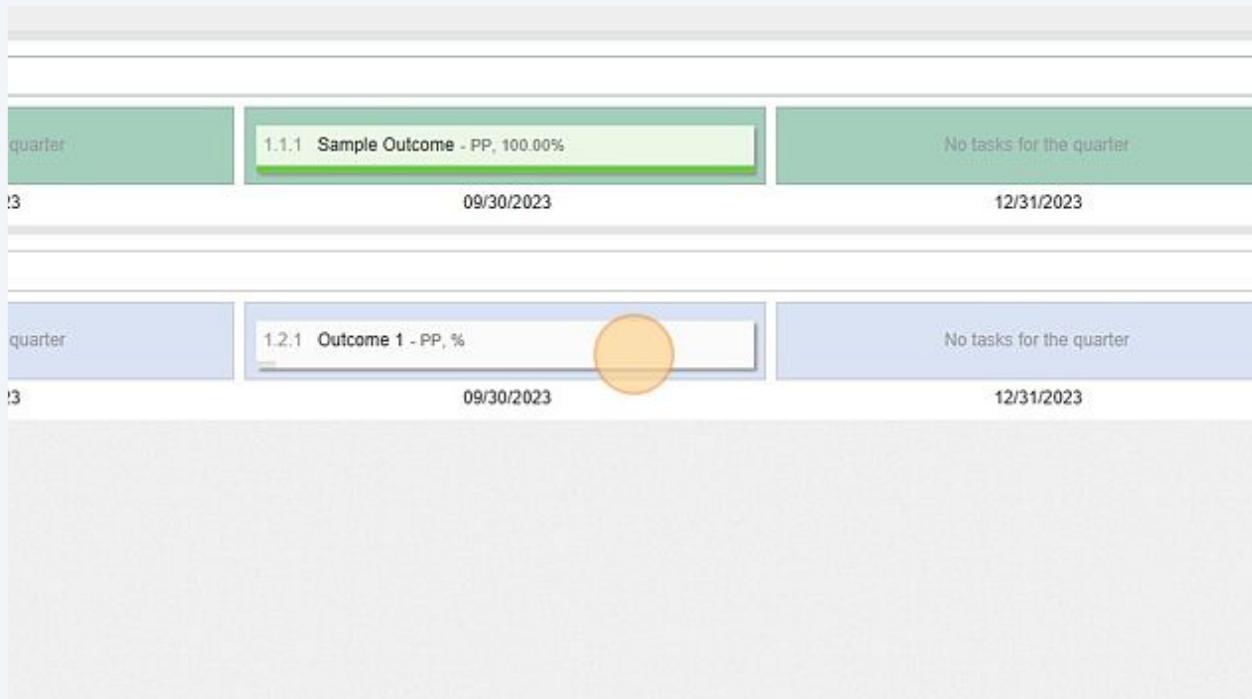 quarter
1.1.1 Sample Outcome - PP, 100.00%
No tasks for the quarter
23
09/30/2023
12/31/2023
quarter
1.2.1 Outcome 1 - PP, %
No tasks for the quarter
23
09/30/2023
12/31/2023